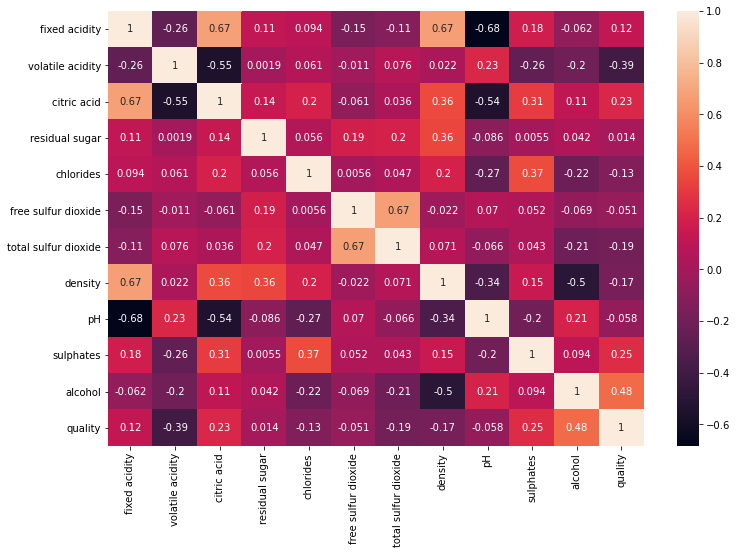 fixed acidity 1 -0.26 0.67 0.11 0.094 -0.15 -0.11 0.67 -0.68 0.18 -0.062 0.12
volatile acidity -0.26 1 -0.55 0.0019 0.061 -0.011 0.076 0.022 0.23 -0.26 -0.2 -0.39
citric acid 0.67 -0.55 1 0.14 0.2 -0.061 0.036 0.36 -0.54 0.31 0.11 0.23
residual sugar 0.11 0.0019 0.14 1 0.056 0.19 0.2 0.36 -0.086 0.0055 0.042 0.014
chlorides 0.094 0.061 0.2 0.056 1 0.0056 0.047 0.2 -0.27 0.37 -0.22 -0.13
free sulfur dioxide -0.15 -0.011 -0.061 0.19 0.0056 1 0.67 -0.022 0.07 0.052 -0.069 -0.051
total sulfur dioxide -0.11 0.076 0.036 0.2 0.047 0.67 1 0.071 -0.066 0.043 -0.21 -0.19
density 0.67 0.022 0.36 0.36 0.2 -0.022 0.071 1 -0.34 0.15 -0.5 -0.17
pH -0.68 0.23 -0.54 -0.086 -0.27 0.07 -0.066 -0.34 1 -0.2 0.21 -0.058
sulphates 0.18 -0.26 0.31 0.0055 0.37 0.052 0.043 0.15 -0.2 1 0.094 0.25
alcohol -0.062 -0.2 0.11 0.042 -0.22 -0.069 -0.21 -0.5 0.21 0.094 1 0.48
quality 0.12 -0.39 0.23 0.014 -0.13 -0.051 -0.19 -0.17 -0.058 0.25 0.48 1
fixed acidity
volatile acidity
citric acid
residual sugar
chlorides
free sulfur dioxide
total sulfur dioxide
density
pH
sulphates
alcohol
quality
1.0
0.8
0.6
0.4
0.2
0.0
−0.2
−0.4
−0.6